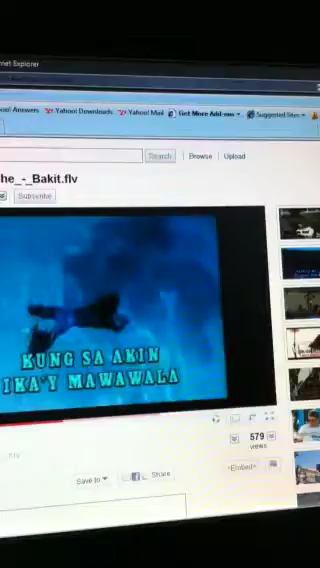 net Explorer
hoo! Answers Yahoo! Downloads Yahoo! Mail Get More Add-ons Suggested Sites
Search Browse Upload
he_-_Bakit.flv
Subscribe
KUNG SA AKIN
IKA'Y MAWAWALA
579
views
Save to Share
<Embed>